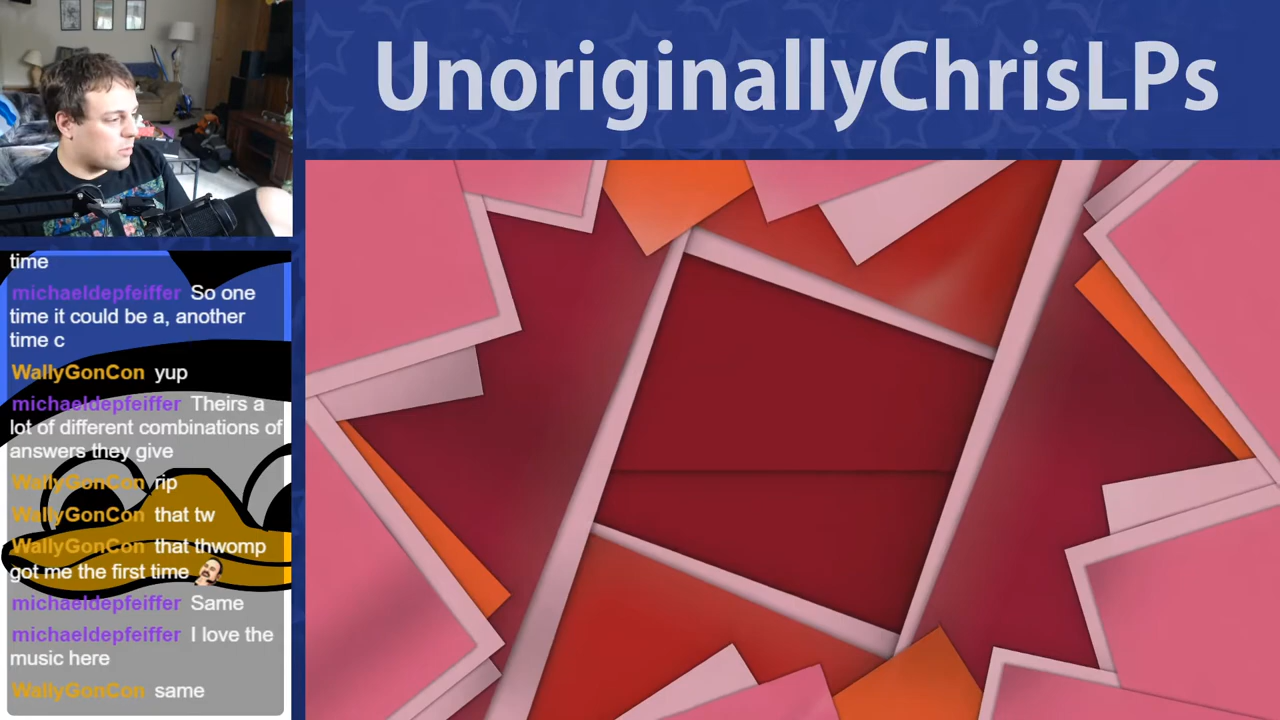 UnoriginallyChrisLPs
time
michaeldepfeiffer So one
time it could be a, another
time c
WallyGonCon yup
michaeldepfeiffer Theirs a
lot of different combinations of
answers they give
WallyGonCon rip
WallyGonCon that tw
WallyGonCon that thwomp
got me the first time
michaeldepfeiffer Same
michaeldepfeiffer I love the
music here
WallyGonCon same